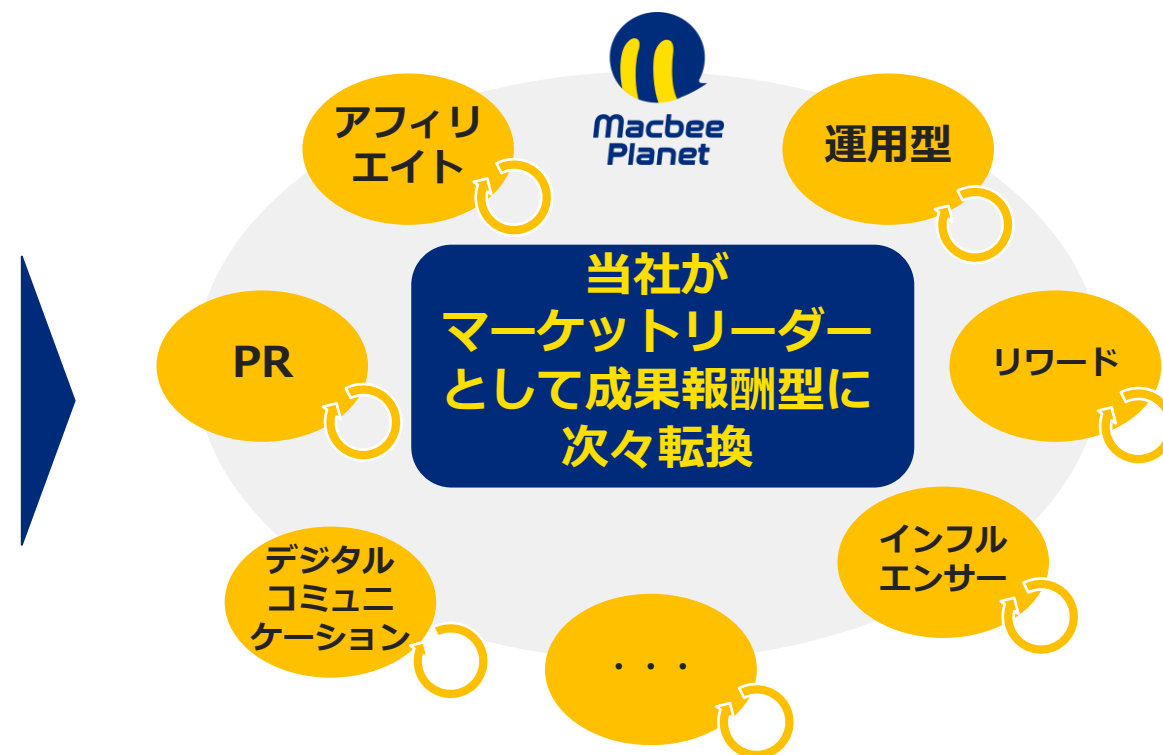 Macbee
Planet
アフィリ
エイト
運用型
当社が
マーケットリーダー
として成果報酬型に
次々転換
PR
リワード
デジタル
コミュニ
ケーション
インフル
エンサー
・・・